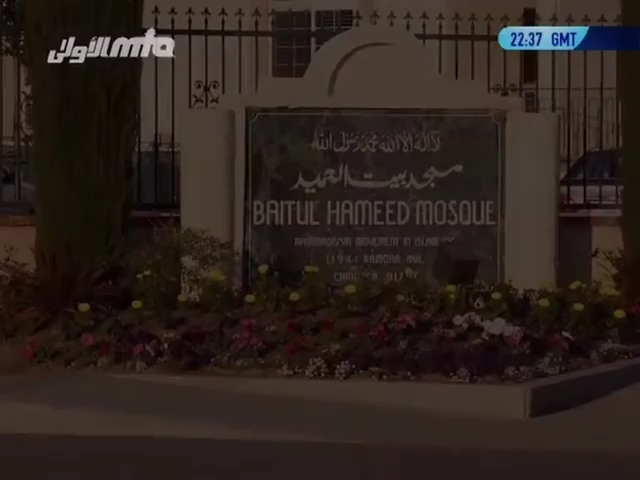 الأولى mta
22:37 GMT
لا اله الا الله محمد رسول الله
مسجد بيت الحميد
BAITUL HAMEED MOSQUE
AHMADIYYA MOVEMENT IN ISLAM
11941 RAMONA AVE.